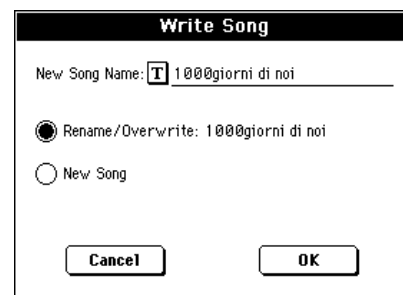 Write Song
New Song Name: T 1000giorni di noi
Rename/Overwrite: 1000giorni di noi
New Song
Cancel OK